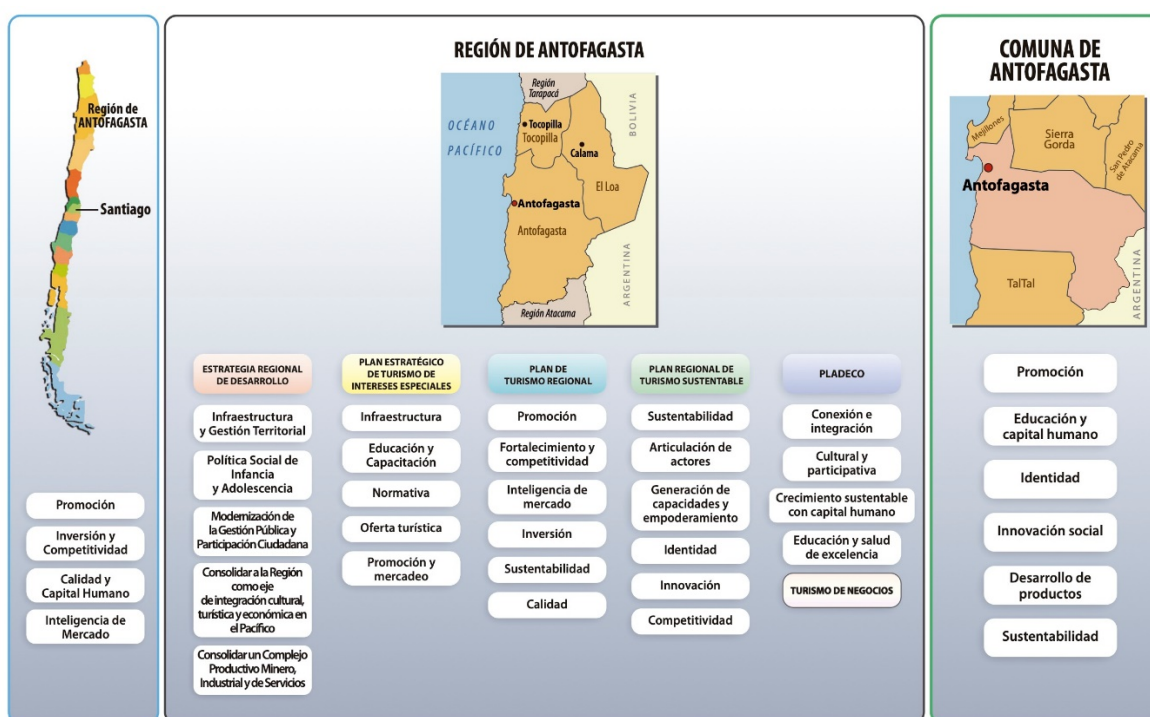 Región de
ANTOFAGASTA
Santiago
Promoción
Inversión y
Competitividad
Calidad y
Capital Humano
Inteligencia de
Mercado
REGIÓN DE ANTOFAGASTA
Región
Tarapacá
OCÉANO
PACÍFICO
Tocopilla
Tocopilla
BOLIVIA
Calama
El Loa
Antofagasta
Antofagasta
ARGENTINA
Región Atacama
ESTRATEGIA REGIONAL
DE DESARROLLO
Infraestructura
y Gestión Territorial
Política Social de
Infancia
y Adolescencia
Modernización de
la Gestión Pública y
Participación Ciudadana
Consolidar a la Región
como eje
de integración cultural,
turística y económica en
el Pacífico
Consolidar un Complejo
Productivo Minero,
Industrial y de Servicios
PLAN ESTRATÉGICO
DE TURISMO DE
INTERESES ESPECIALES
Infraestructura
Educación y
Capacitación
Normativa
Oferta turística
Promoción y
mercadeo
PLAN DE
TURISMO REGIONAL
Promoción
Fortalecimiento y
competitividad
Inteligencia de
mercado
Inversión
Sustentabilidad
Calidad
PLAN REGIONAL DE
TURISMO SUSTENTABLE
Sustentabilidad
Articulación de
actores
Generación de
capacidades y
empoderamiento
Identidad
Innovación
Competitividad
PLADECO
Conexión e
integración
Cultural y
participativa
Crecimiento sustentable
con capital humano
Educación y salud
de excelencia
TURISMO DE NEGOCIOS
COMUNA DE
ANTOFAGASTA
Mejillones
Sierra
Gorda
San Pedro
de Atacama
Antofagasta
TalTal
ARGENTINA
Promoción
Educación y
capital humano
Identidad
Innovación social
Desarrollo de
productos
Sustentabilidad